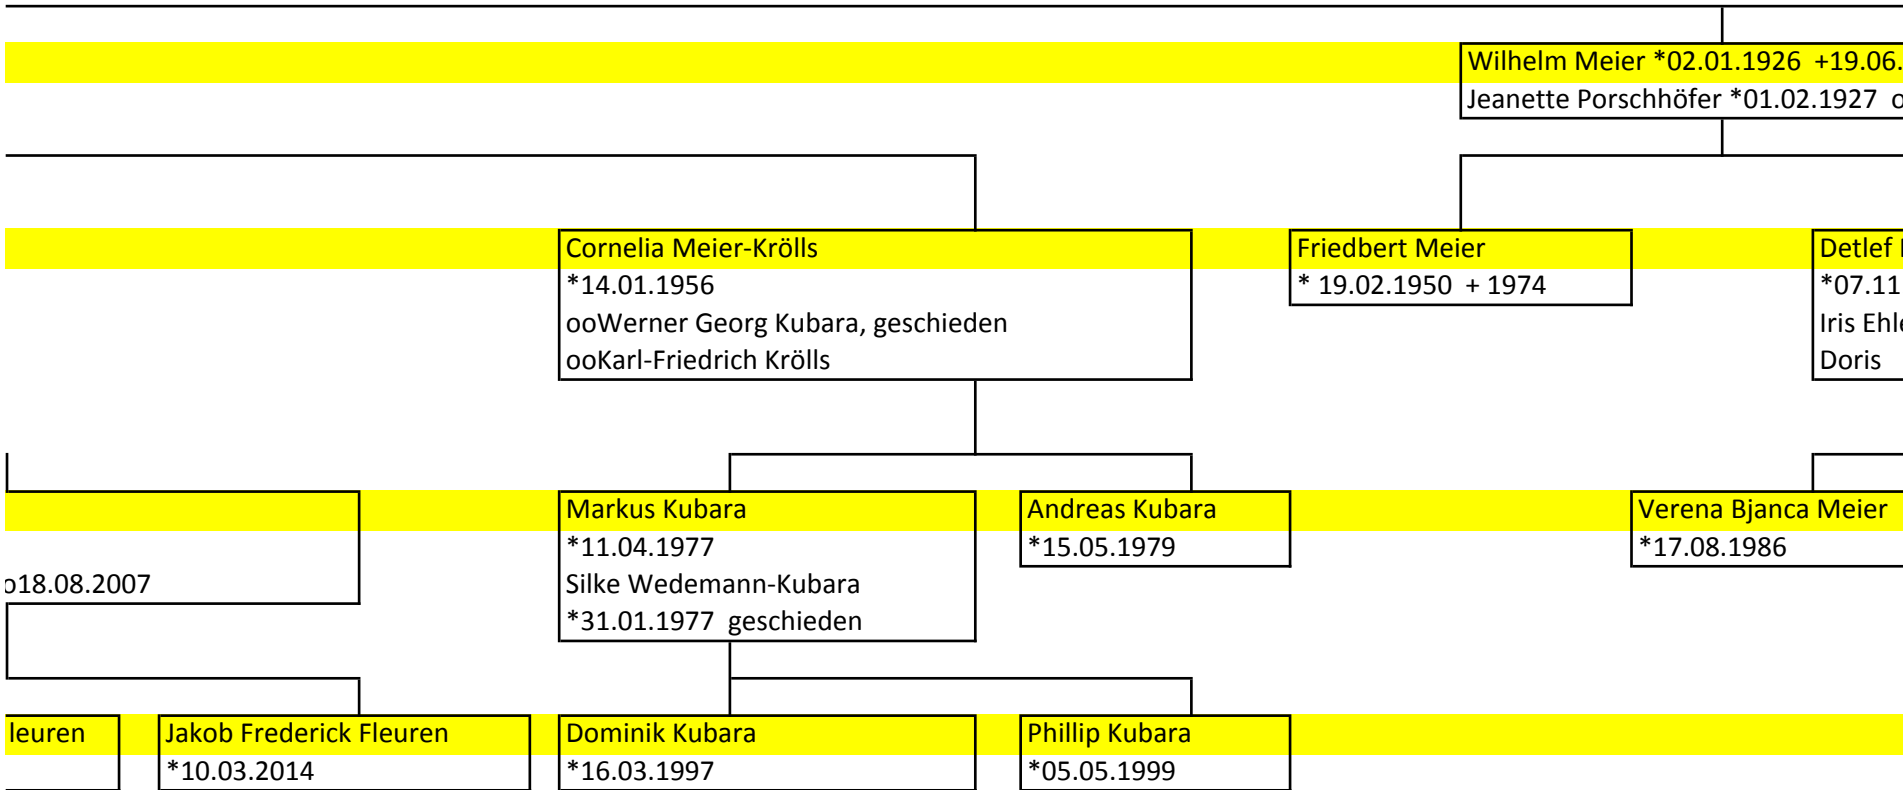 Wilhelm Meier *02.01.1926  +19.06.
Jeanette Porschhöfer *01.02.1927
Cornelia Meier-Krölls
*14.01.1956
ooWerner Georg Kubara, geschieden
ooKarl-Friedrich Krölls
Friedbert Meier
* 19.02.1950  + 1974
Detlef
*07.11
Iris
Doris
18.08.2007
Markus Kubara
*11.04.1977
Silke Wedemann-Kubara
*31.01.1977  geschieden
Andreas Kubara
*15.05.1979
Verena Bjanca Meier
*17.08.1986
leuren
Jakob Frederick Fleuren
*10.03.2014
Dominik Kubara
*16.03.1997
Phillip Kubara
*05.05.1999